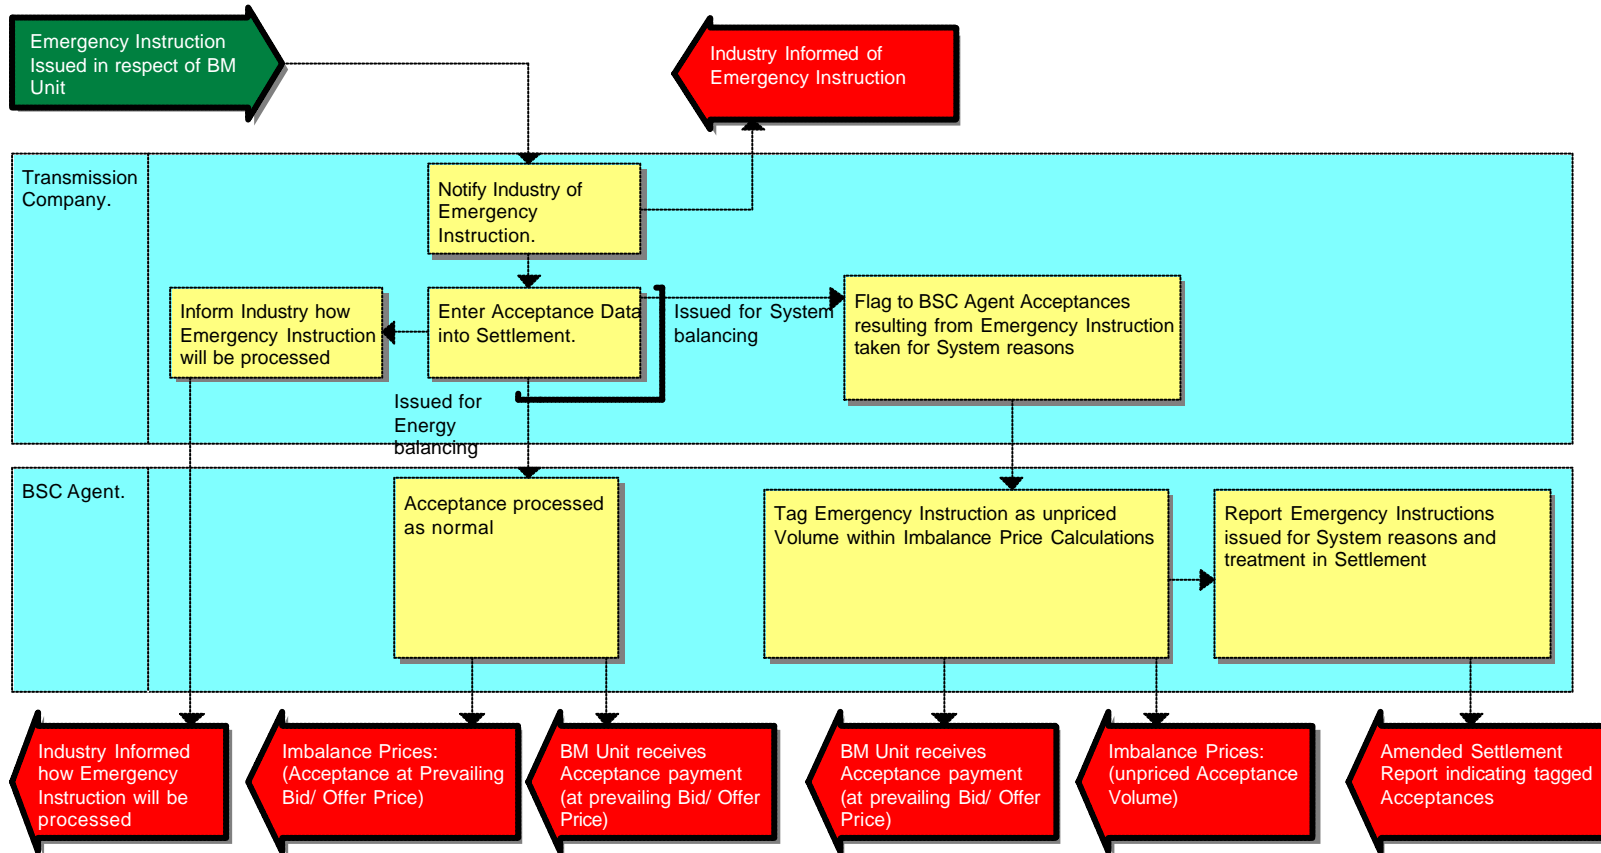 Emergency Instruction
Issued in respect of BM
Unit
Industry Informed of
Emergency Instruction
Transmission
Company.
Notify Industry of
Emergency
Instruction.
Inform Industry how
Emergency Instruction
will be processed
Enter Acceptance Data
into Settlement.
Issued for System
balancing
Flag to BSC Agent Acceptances
resulting from Emergency Instruction
taken for System reasons
Issued for
Energy
balancing
BSC Agent.
Acceptance processed
as normal
Tag Emergency Instruction as unpriced
Volume within Imbalance Price Calculations
Report Emergency Instructions
issued for System reasons and
treatment in Settlement
Industry Informed
how Emergency
Instruction will be
processed
Imbalance Prices:
(Acceptance at Prevailing
Bid/ Offer Price)
BM Unit receives
Acceptance payment
(at prevailing Bid/ Offer
Price)
BM Unit receives
Acceptance payment
(at prevailing Bid/ Offer
Price)
Imbalance Prices:
(unpriced Acceptance
Volume)
Amended Settlement
Report indicating tagged
Acceptances